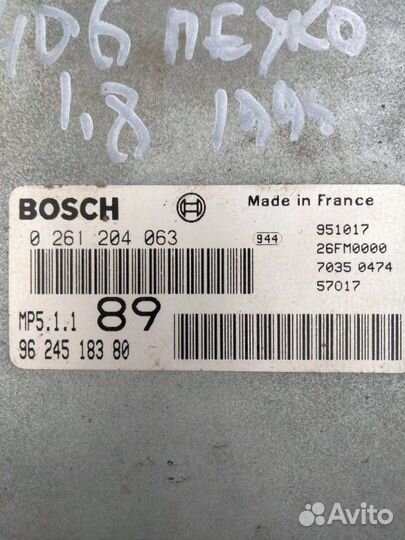 406 ПЕЖО
1.8 1995
BOSCH Made in France
0 261 204 063 944 951017
26FM0000
7035 0474
57017
MP5.1.1 89
96 245 183 80
Avito